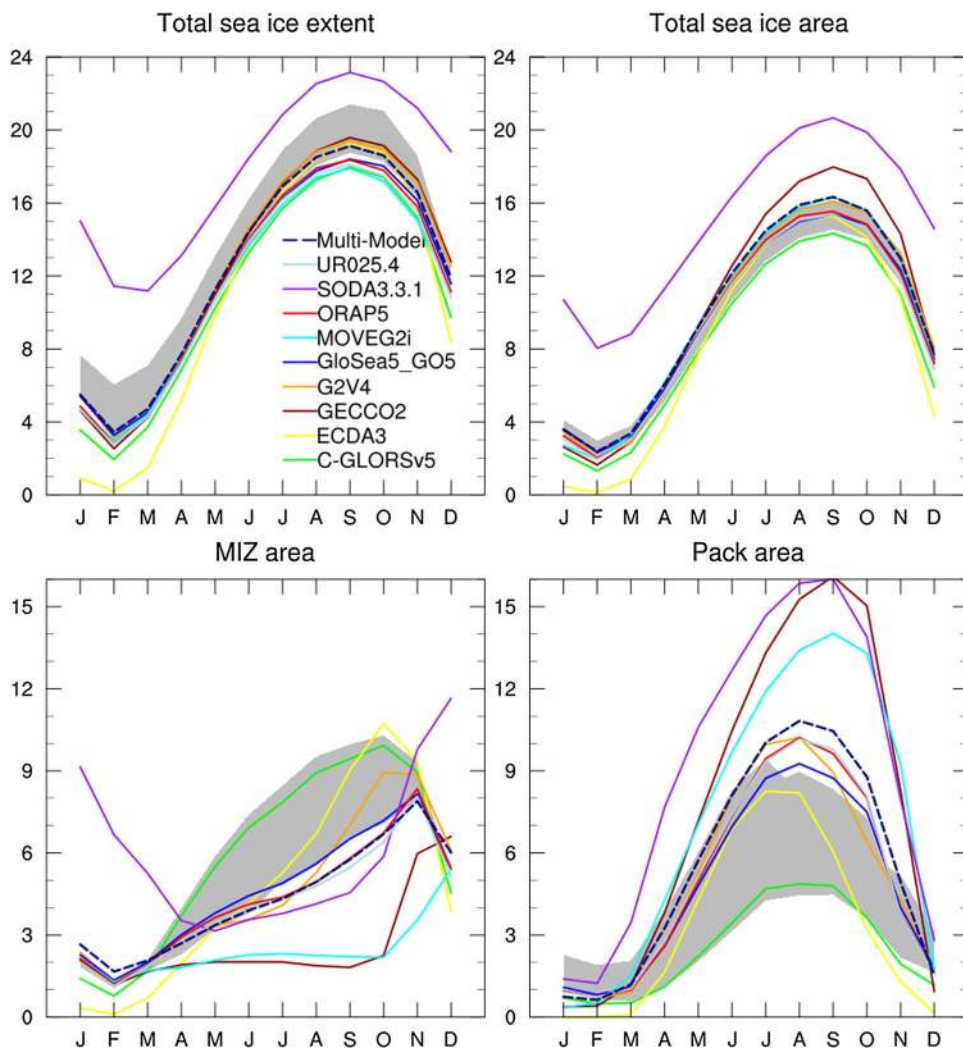 Total sea ice extent
Total sea ice area
24
20
16
12
8
4
0
Multi-Model
UR025.4
SODA3.3.1
ORAP5
MOVEG2i
GloSea5_GO5
G2V4
GECCO2
ECDA3
C-GLORSv5
J F M A M J J A S O N D
24
20
16
12
8
4
0
J F M A M J J A S O N D
MIZ area
Pack area
15
12
9
6
3
0
J F M A M J J A S O N D
15
12
9
6
3
0
J F M A M J J A S O N D